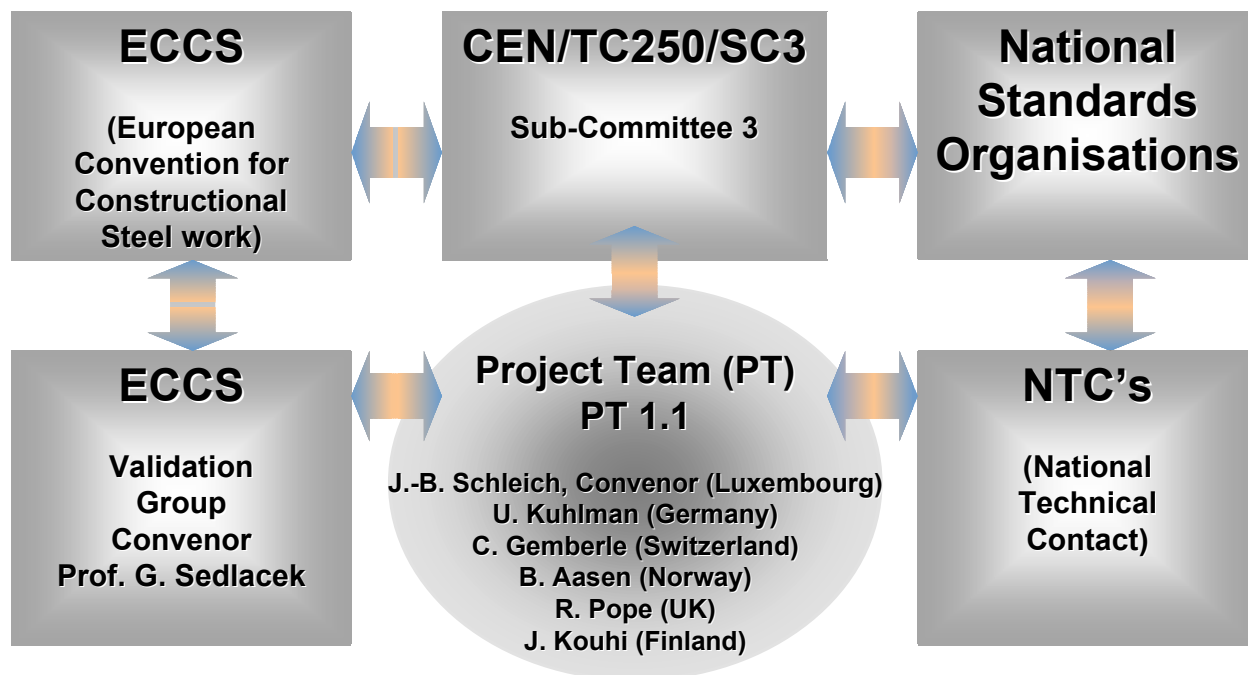 ECCS
(European
Convention for
Constructional
Steel work)
CEN/TC250/SC3
Sub-Committee 3
National
Standards
Organisations
ECCS
Validation
Group
Convenor
Prof. G. Sedlacek
Project Team (PT)
PT 1.1
J.-B. Schleich, Convenor (Luxembourg)
U. Kuhlman (Germany)
C. Gemberle (Switzerland)
B. Aasen (Norway)
R. Pope (UK)
J. Kouhi (Finland)
NTC’s
(National
Technical
Contact)